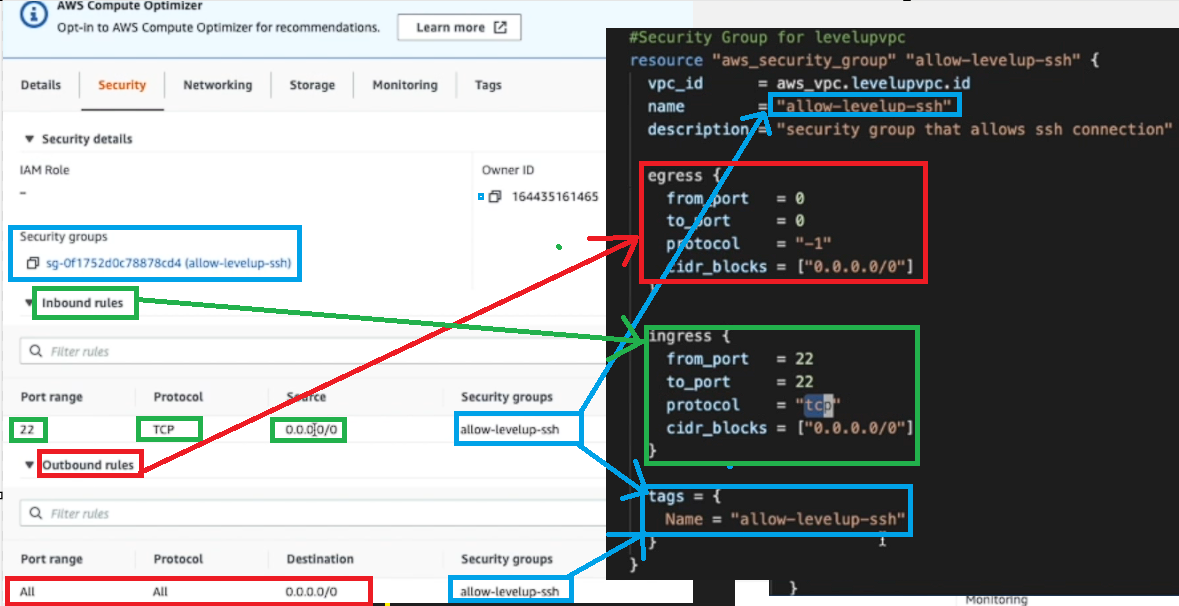 AWS Compute Optimizer
Opt-in to AWS Compute Optimizer for recommendations.
Learn more
Details
Security
Networking
Storage
Monitoring
Tags
Security details
IAM Role
–
Owner ID
164435161465
Security groups
sg-0f1752d0c78878cd4 (allow-levelup-ssh)
Inbound rules
Filter rules
Port range Protocol Source Security groups
22 TCP 0.0.0.0/0 allow-levelup-ssh
Outbound rules
Filter rules
Port range Protocol Destination Security groups
All All 0.0.0.0/0 allow-levelup-ssh
#Security Group for levelupvpc
resource "aws_security_group" "allow-levelup-ssh" {
vpc_id = aws_vpc.levelupvpc.id
name = "allow-levelup-ssh"
description = "security group that allows ssh connection"
egress {
from_port = 0
to_port = 0
protocol = "-1"
cidr_blocks = ["0.0.0.0/0"]
}
ingress {
from_port = 22
to_port = 22
protocol = "tcp"
cidr_blocks = ["0.0.0.0/0"]
}
tags = {
Name = "allow-levelup-ssh"
}
}
}
Monitoring